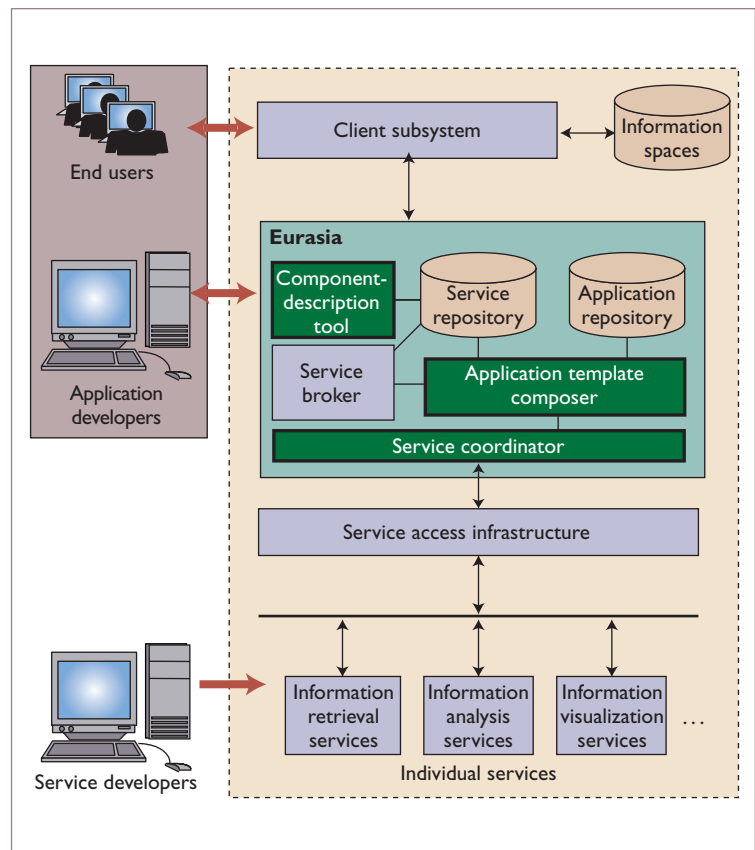 End users
Client subsystem
Information
spaces
Eurasia
Component-
description
tool
Service
repository
Application
repository
Application
developers
Service
broker
Application template
composer
Service coordinator
Service access infrastructure
Service developers
Information
retrieval
services
Information
analysis
services
Information
visualization
services
...
Individual services